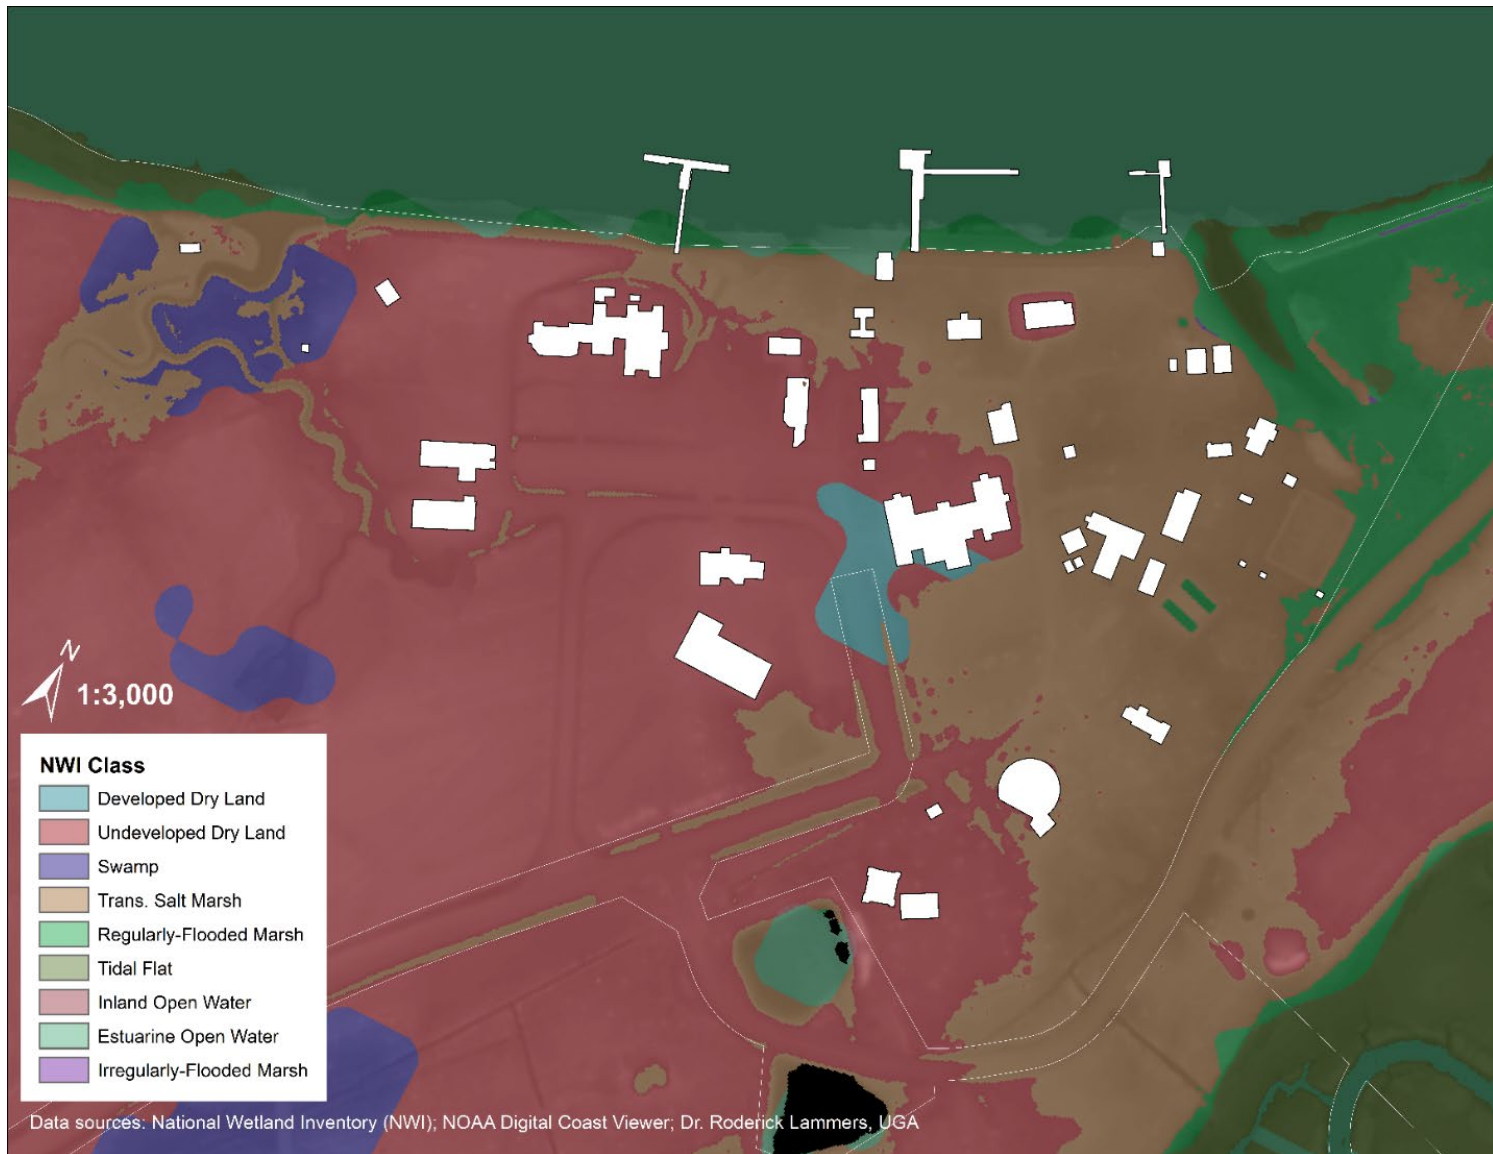 N
1:3,000
NWI Class
Developed Dry Land
Undeveloped Dry Land
Swamp
Trans. Salt Marsh
Regularly-Flooded Marsh
Tidal Flat
Inland Open Water
Estuarine Open Water
Irregularly-Flooded Marsh
Data sources: National Wetland Inventory (NWI); NOAA Digital Coast Viewer; Dr. Roderick Lammers, UGA